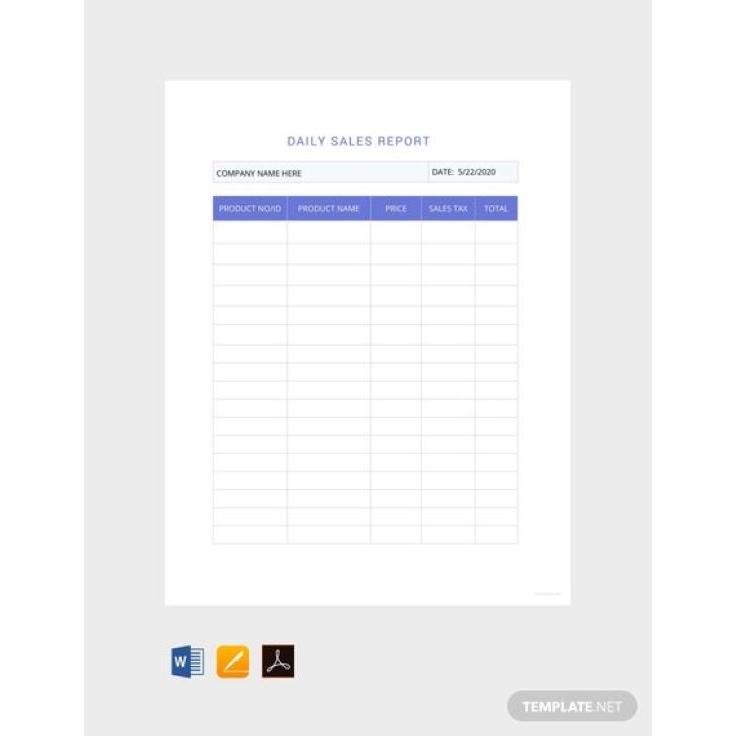 DAILY SALES REPORT
COMPANY NAME HERE DATE: 5/22/2020
PRODUCT NO/ID PRODUCT NAME PRICE SALES TAX TOTAL
W
TEMPLATE.NET